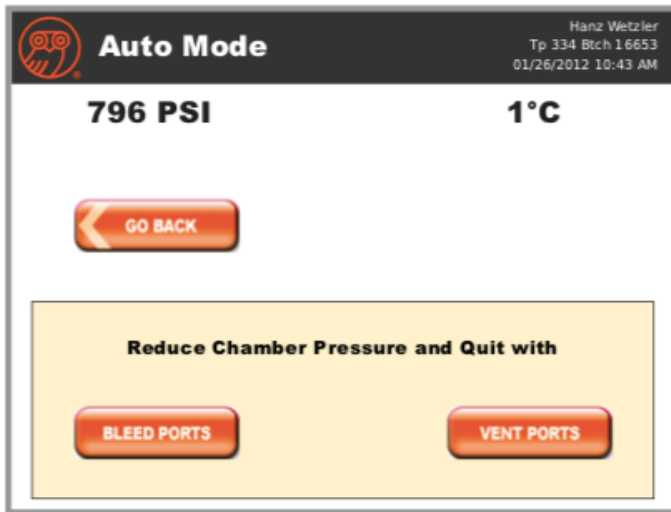 Auto Mode
Hanz Wetzler
Tp 334 Btch 16653
01/26/2012 10:43 AM
796 PSI
1°C
GO BACK
Reduce Chamber Pressure and Quit with
BLEED PORTS
VENT PORTS